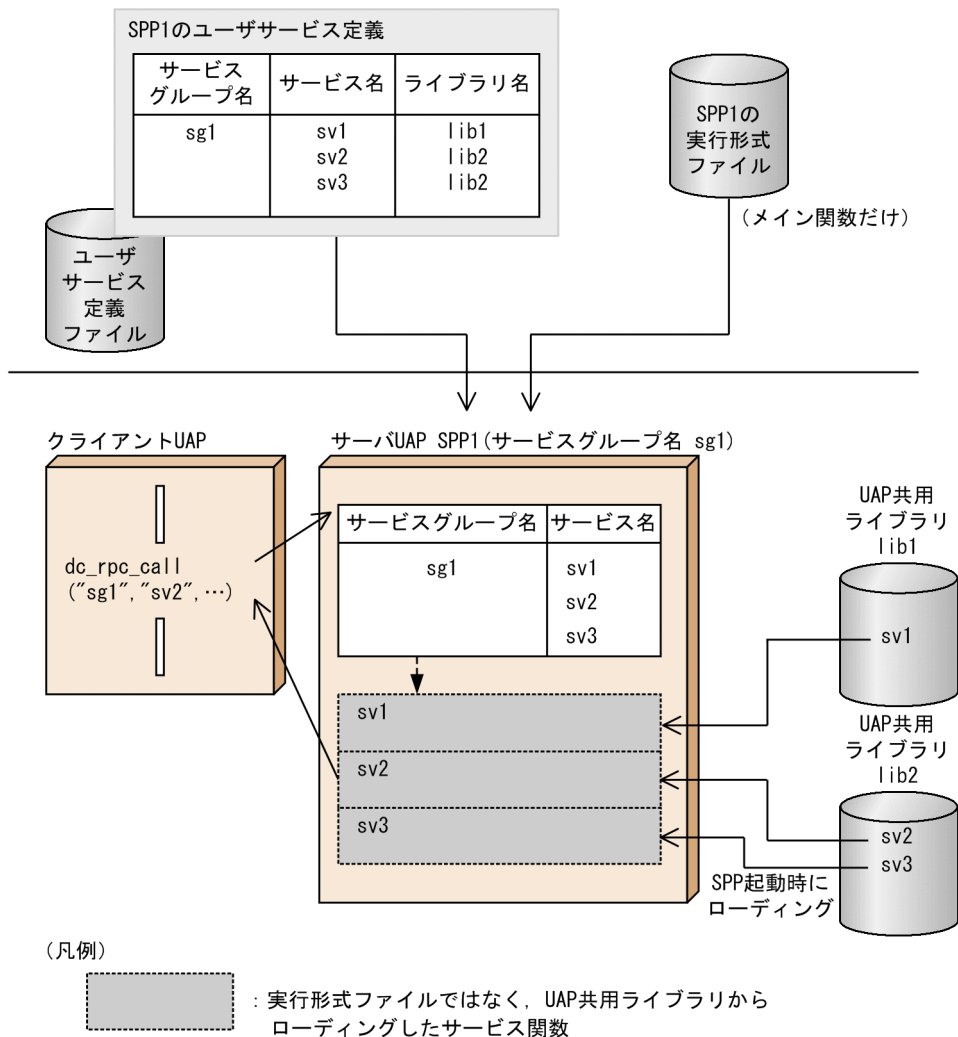 SPP1のユーザサービス定義
サービス
グループ名
サービス名
ライブラリ名
sg1
sv1
lib1
sv2
lib2
sv3
lib2
SPP1の
実行形式
ファイル
(メイン関数だけ)
ユーザ
サービス
定義
ファイル
クライアントUAP
dc_rpc_call
("sg1","sv2",…)
サーバUAP SPP1(サービスグループ名 sg1)
サービスグループ名
サービス名
sg1
sv1
sv2
sv3
sv1
sv2
sv3
UAP共用
ライブラリ
lib1
sv1
UAP共用
ライブラリ
lib2
sv2
sv3
SPP起動時に
ローディング
(凡例)
:実行形式ファイルではなく,UAP共用ライブラリから
ローディングしたサービス関数